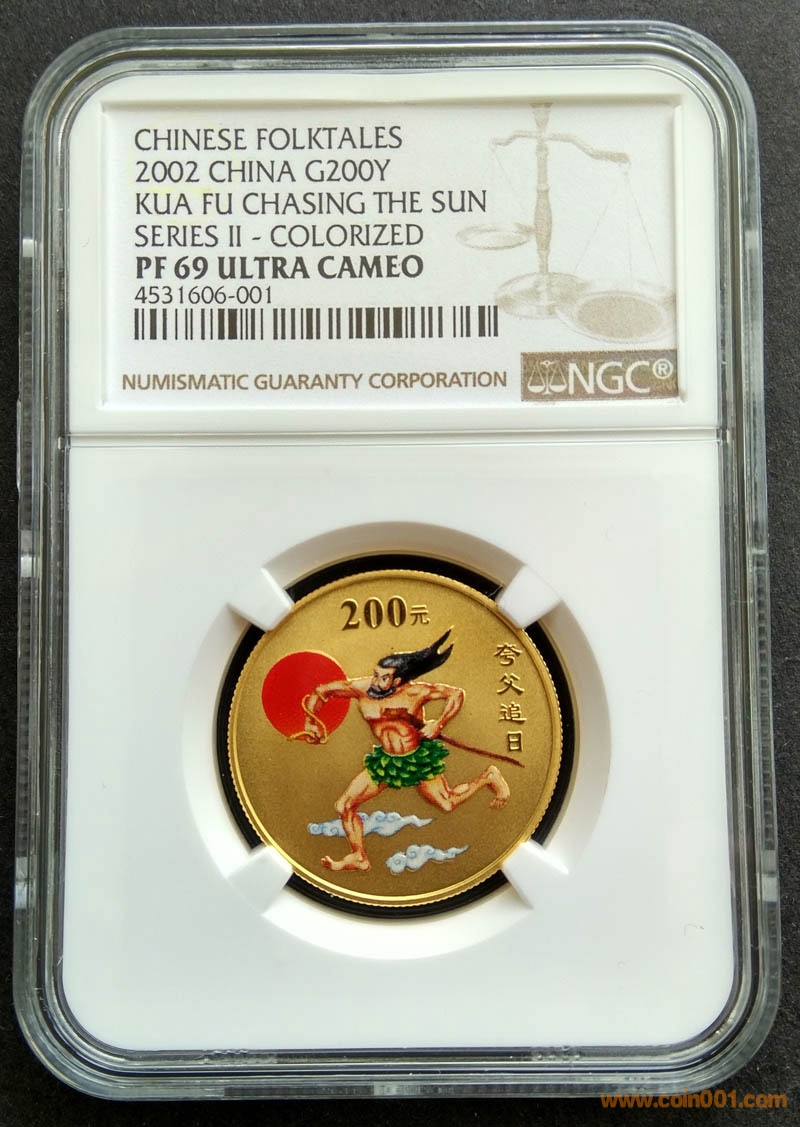 CHINESE FOLKTALES
2002 CHINA G200Y
KUA FU CHASING THE SUN
SERIES II - COLORIZED
PF 69 ULTRA CAMEO
4531606-001
NUMISMATIC GUARANTY CORPORATION
NGC®
200元
夸父追日
www.coin001.com